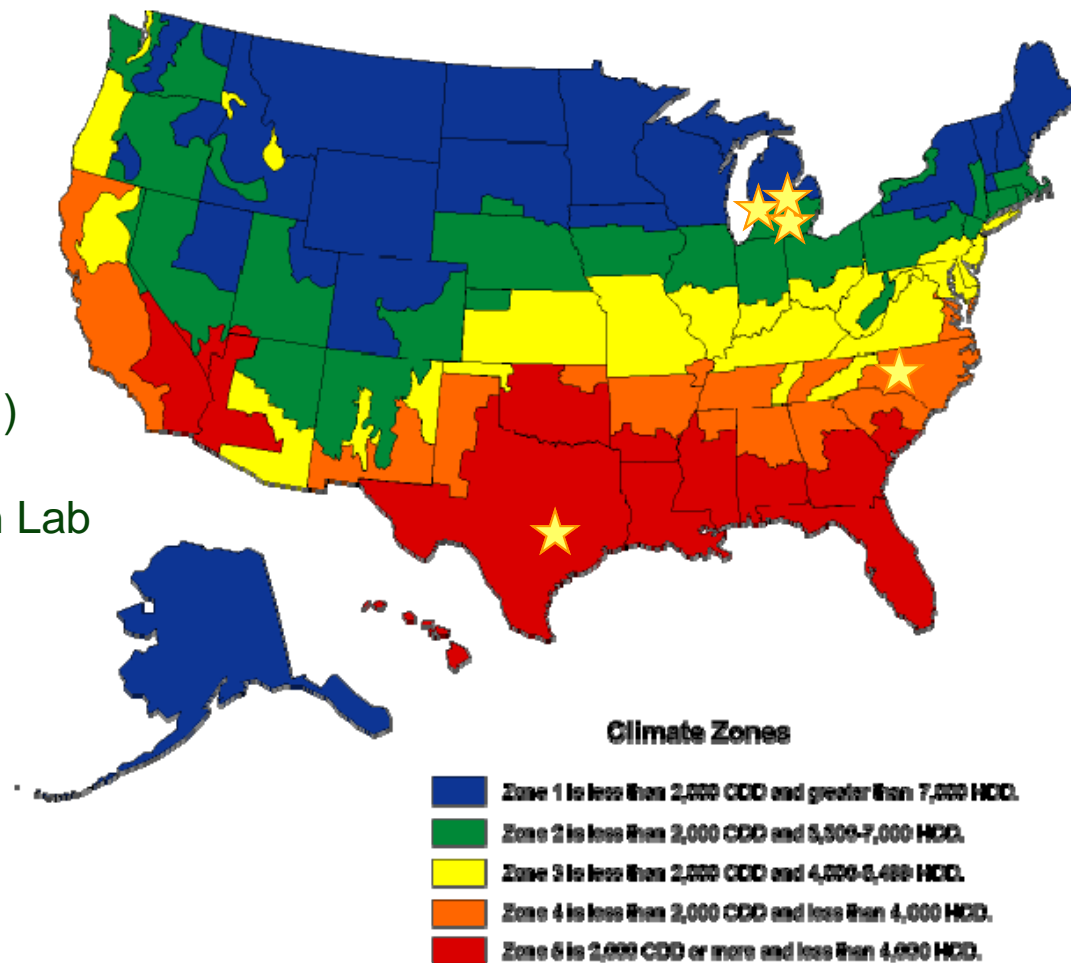 )
n Lab
Climate Zones
Zone 1 is less than 2,000 CDD and greater than 7,000 HDD.
Zone 2 is less than 2,000 CDD and 5,500-7,000 HDD.
Zone 3 is less than 2,000 CDD and 4,000-5,499 HDD.
Zone 4 is less than 2,000 CDD and less than 4,000 HDD.
Zone 5 is 2,000 CDD or more and less than 4,000 HDD.